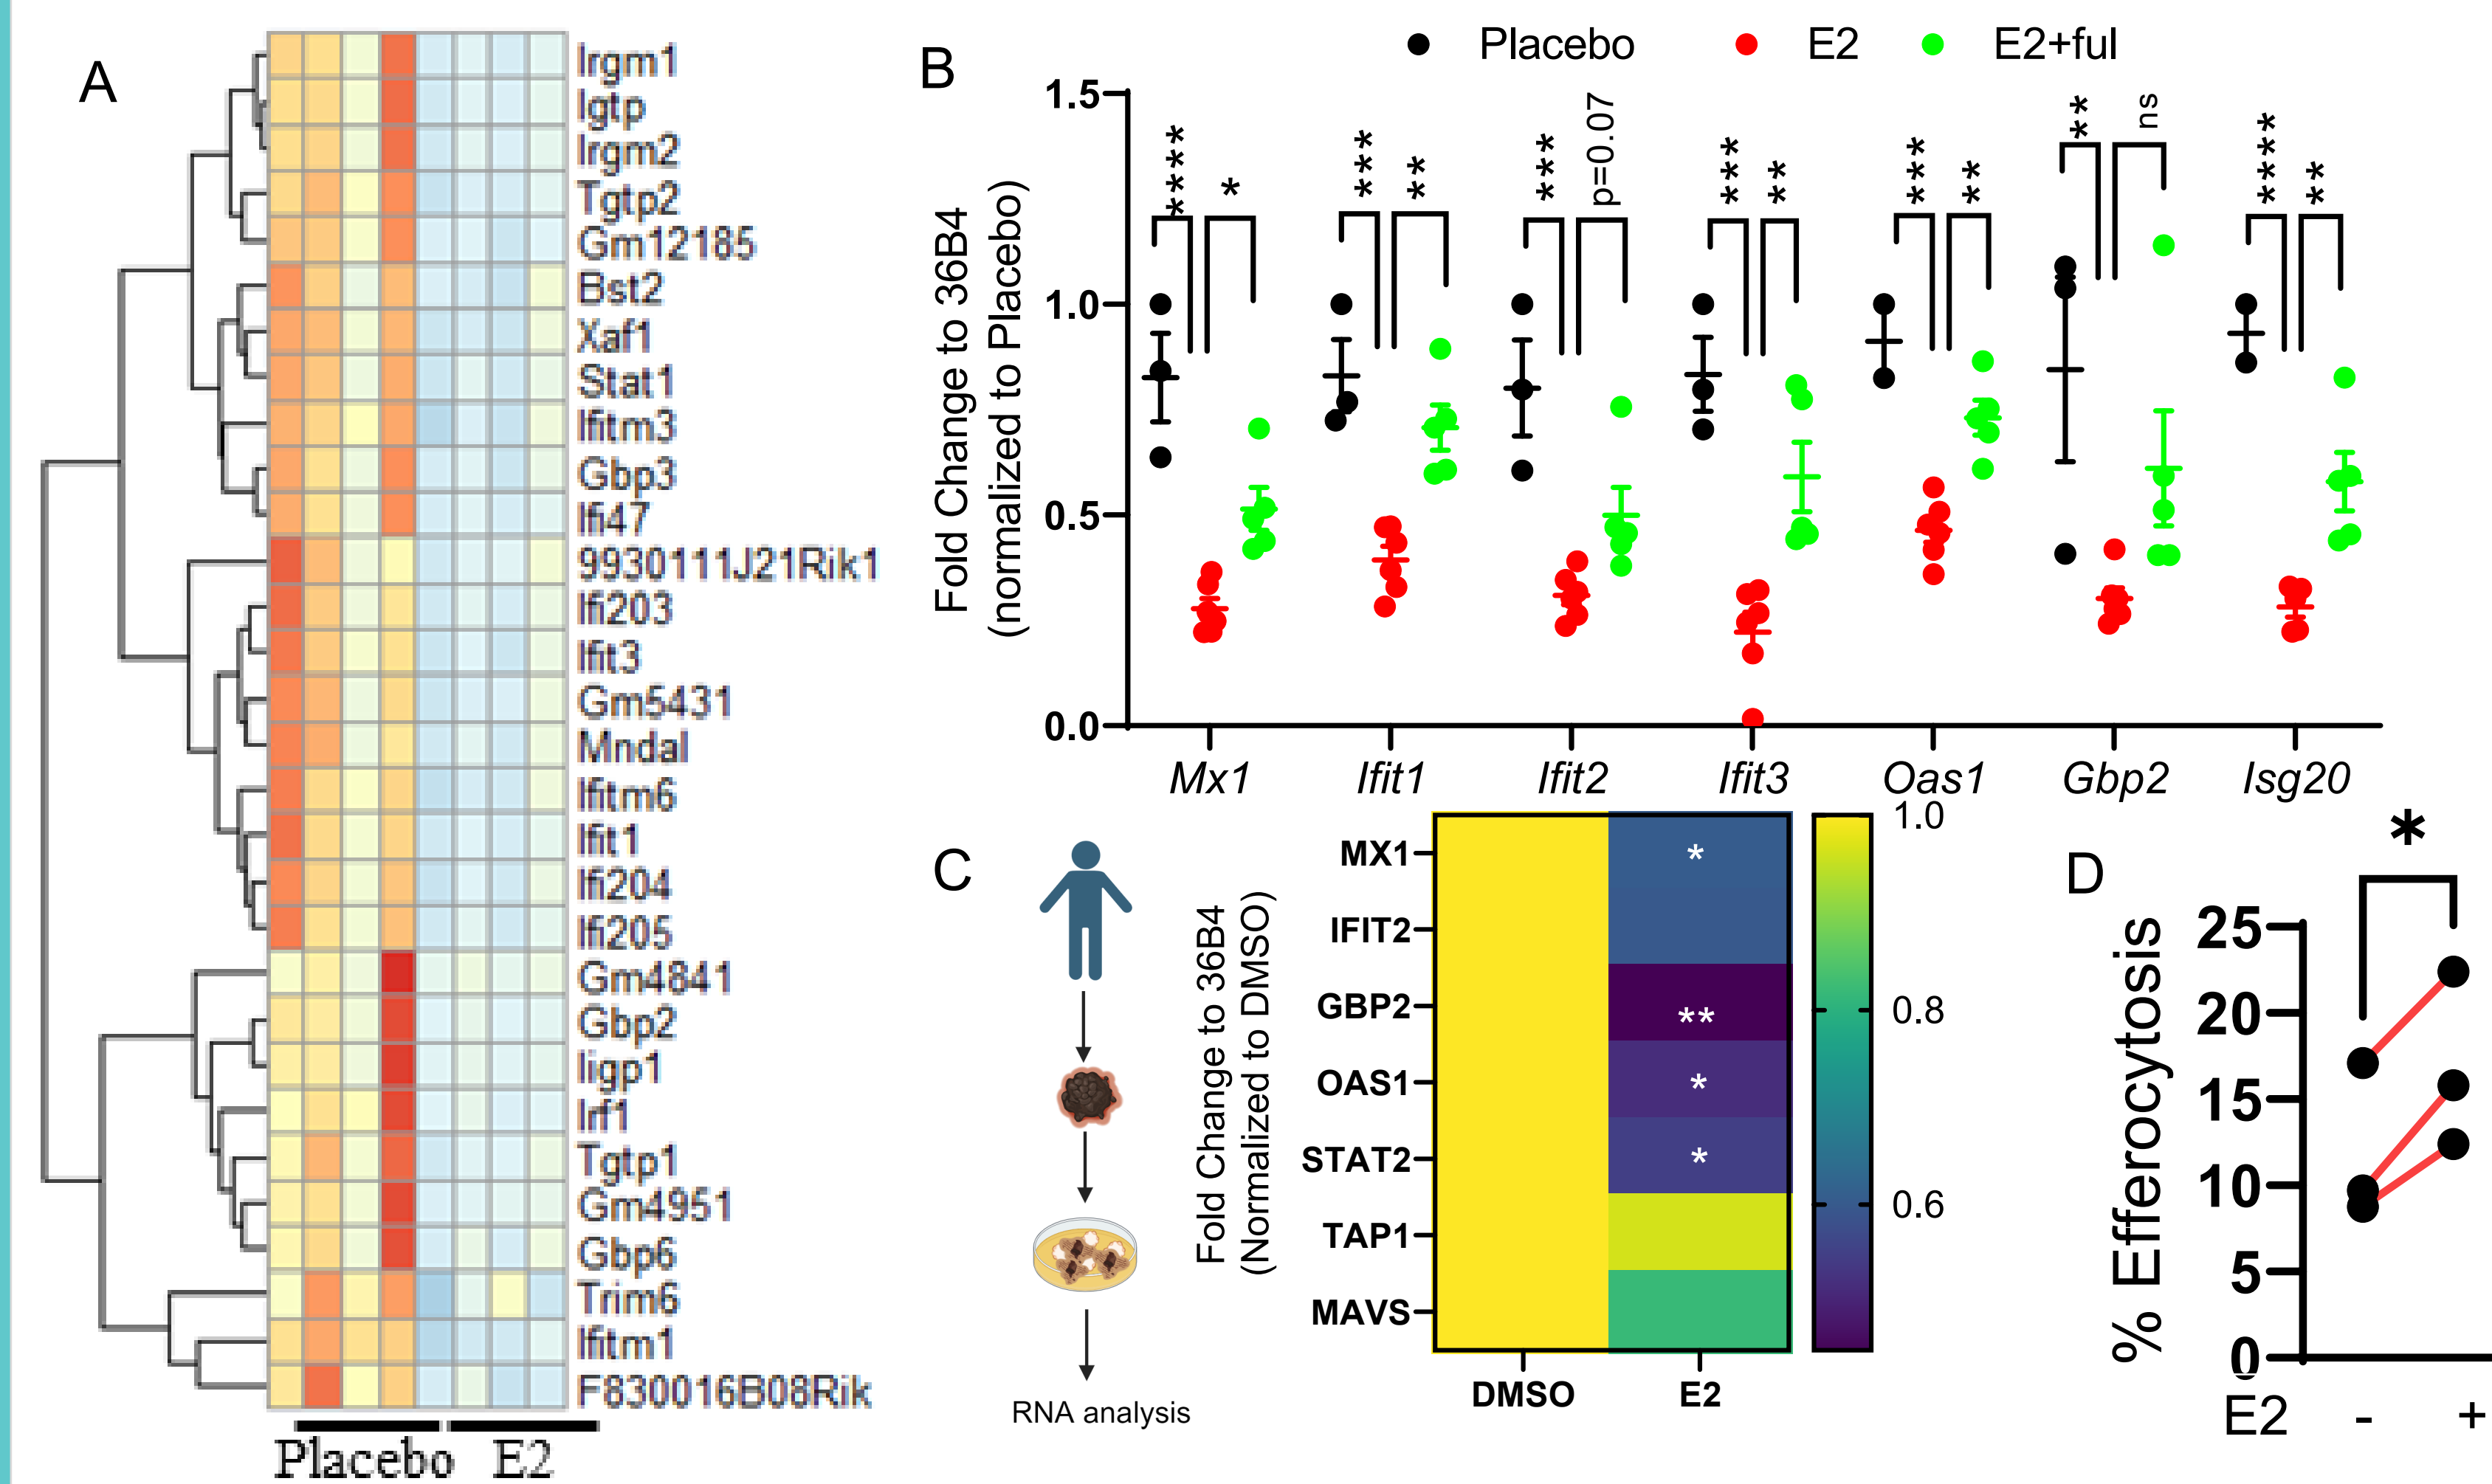 A
Irgm1
Igtp
Irgm2
Tgtp2
Gm12185
Bst2
Xaf1
Stat1
Ifitm3
Gbp3
Ifi47
9930111J21Rik1
Ifi203
Ifit3
Gm5431
Mndal
Ifitm6
Ifit1
Ifi204
Ifi205
Gm4841
Gbp2
Iigp1
Irf1
Tgtp1
Gm4951
Gbp6
Trim6
Ifitm1
F830016B08Rik
Placebo E2
B
Placebo E2 E2+ful
Fold Change to 36B4
(normalized to Placebo)
1.5
1.0
0.5
0.0
**** *
*** **
*** p=0.07
*** **
*** **
** ns
**** **
Mx1 Ifit1 Ifit2 Ifit3 Oas1 Gbp2 Isg20
C
RNA analysis
Fold Change to 36B4
(Normalized to DMSO)
MX1 *
IFIT2
GBP2 **
OAS1 *
STAT2 *
TAP1
MAVS
DMSO E2
1.0
0.8
0.6
D
*
% Efferocytosis
25
20
15
10
5
0
E2 - +